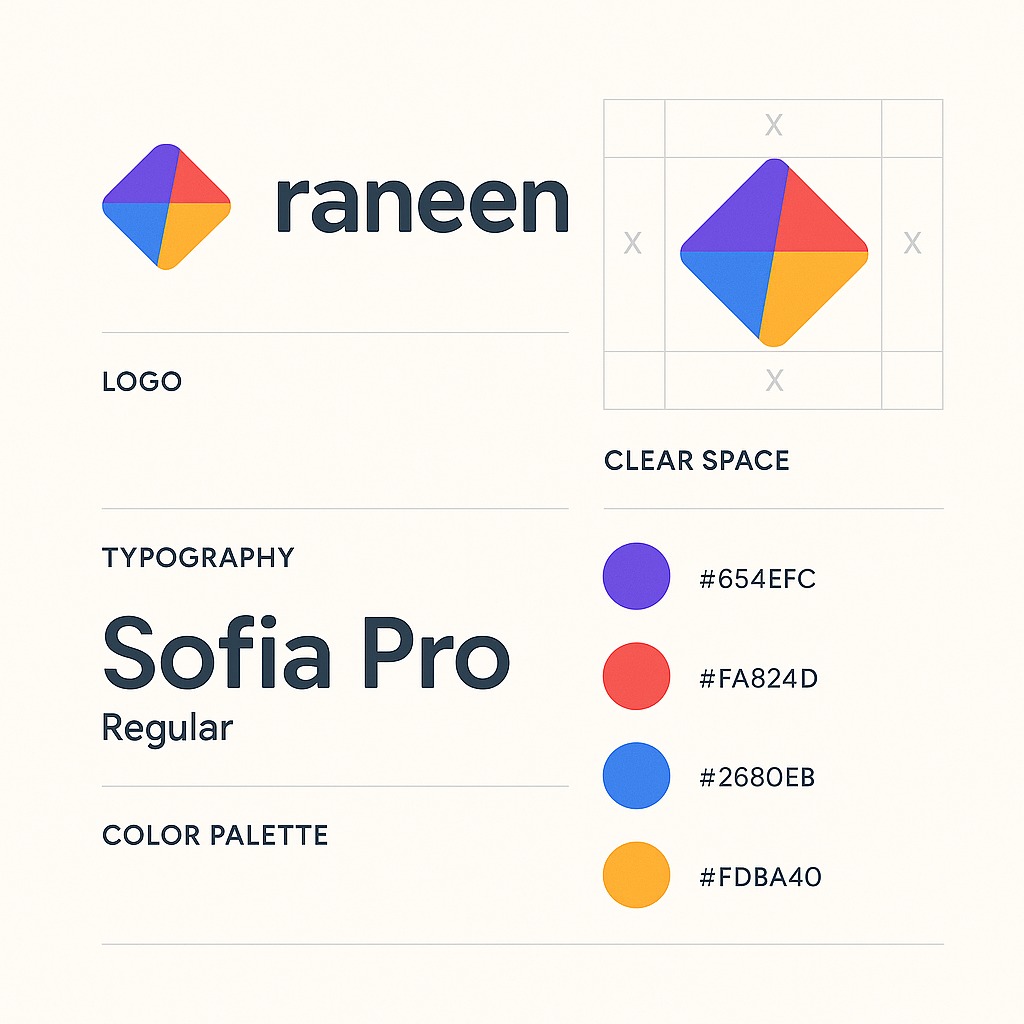 raneen
LOGO
X
X
X
X
CLEAR SPACE
TYPOGRAPHY
Sofia Pro
Regular
COLOR PALETTE
#654EFC
#FA824D
#2680EB
#FDBA40